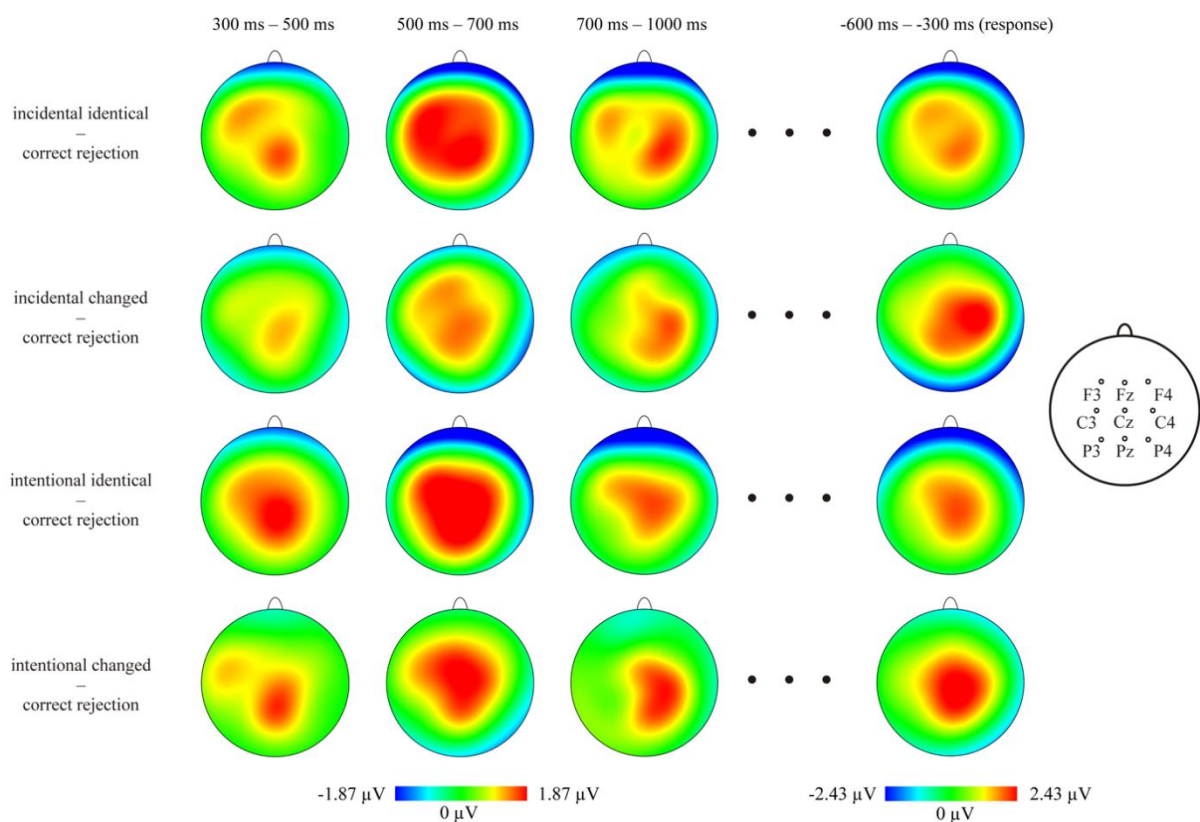 300 ms – 500 ms 500 ms – 700 ms 700 ms – 1000 ms -600 ms – -300 ms (response)
incidental identical
–
correct rejection
incidental changed
–
correct rejection
F3 Fz F4
C3 Cz C4
P3 Pz P4
intentional identical
–
correct rejection
intentional changed
–
correct rejection
-1.87 µV 1.87 µV -2.43 µV 2.43 µV
0 µV 0 µV